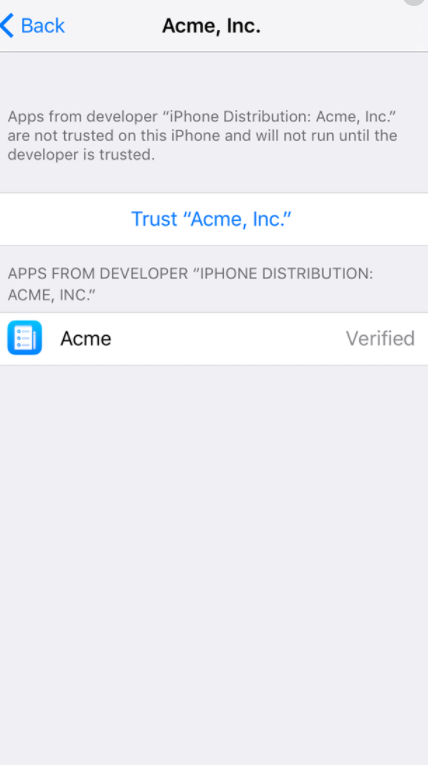 Back
Acme, Inc.
Apps from developer “iPhone Distribution: Acme, Inc.”
are not trusted on this iPhone and will not run until the
developer is trusted.
Trust “Acme, Inc.”
APPS FROM DEVELOPER “IPHONE DISTRIBUTION:
ACME, INC.”
Acme Verified